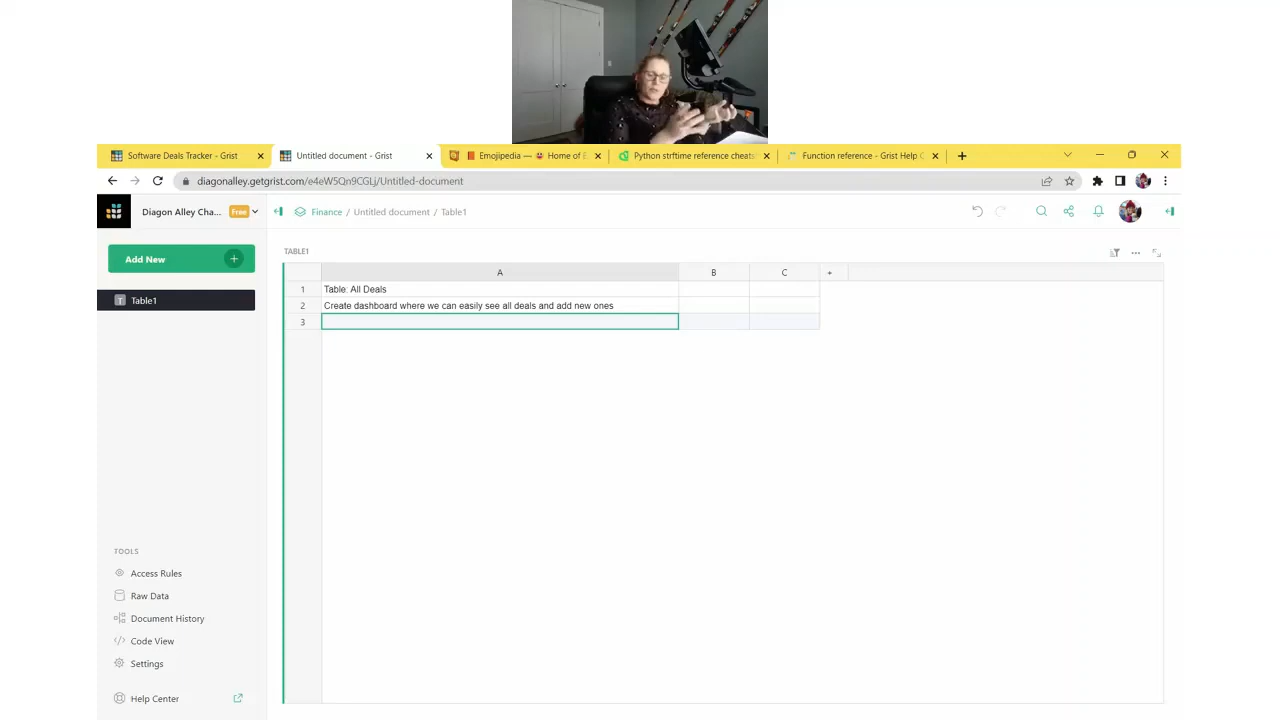 Software Deals Tracker - Grist
Untitled document - Grist
Emojipedia — 😃 Home of E
Python strftime reference cheats
Function reference - Grist Help C
diagonalley.getgrist.com/e4eW5Qn9CGLj/Untitled-document
Diagon Alley Cha... Free
Finance / Untitled document / Table1
Add New
TABLE1
A B C +
1 Table: All Deals
2 Create dashboard where we can easily see all deals and add new ones
3
Table1
TOOLS
Access Rules
Raw Data
Document History
Code View
Settings
Help Center